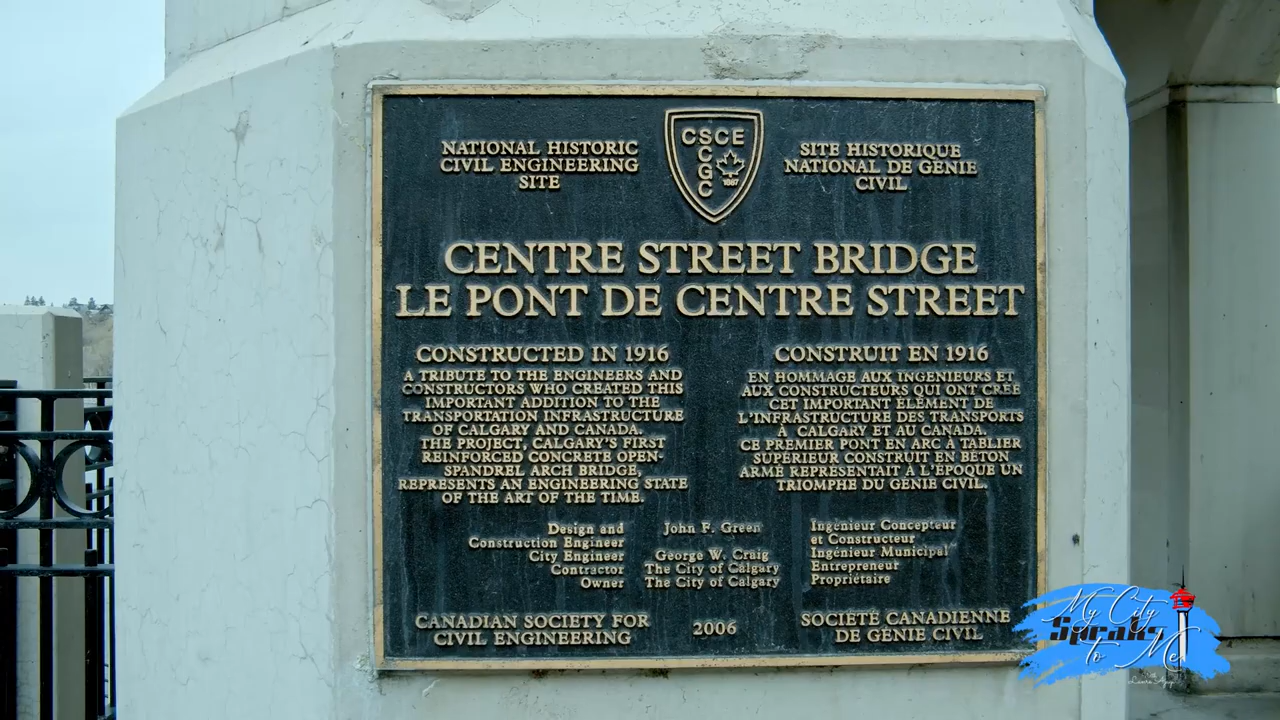 NATIONAL HISTORIC
CIVIL ENGINEERING
SITE
CSCE
SCGC
1887
SITE HISTORIQUE
NATIONAL DE GÉNIE
CIVIL
CENTRE STREET BRIDGE
LE PONT DE CENTRE STREET
CONSTRUCTED IN 1916
A TRIBUTE TO THE ENGINEERS AND
CONSTRUCTORS WHO CREATED THIS
IMPORTANT ADDITION TO THE
TRANSPORTATION INFRASTRUCTURE
OF CALGARY AND CANADA.
THE PROJECT, CALGARY'S FIRST
REINFORCED CONCRETE OPEN-
SPANDREL ARCH BRIDGE,
REPRESENTS AN ENGINEERING STATE
OF THE ART OF THE TIME.
CONSTRUIT EN 1916
EN HOMMAGE AUX INGÉNIEURS ET
AUX CONSTRUCTEURS QUI ONT CRÉÉ
CET IMPORTANT ÉLÉMENT DE
L'INFRASTRUCTURE DES TRANSPORTS
À CALGARY ET AU CANADA.
CE PREMIER PONT EN ARC À TABLIER
SUPÉRIEUR CONSTRUIT EN BÉTON
ARMÉ REPRÉSENTAIT À L'ÉPOQUE UN
TRIOMPHE DU GÉNIE CIVIL.
Design and John F. Green Ingénieur Concepteur
Construction Engineer et Constructeur
City Engineer George W. Craig Ingénieur Municipal
Contractor The City of Calgary Entrepreneur
Owner The City of Calgary Propriétaire
CANADIAN SOCIETY FOR
CIVIL ENGINEERING
2006
SOCIÉTÉ CANADIENNE
DE GÉNIE CIVIL
My City
Speaks
to Me